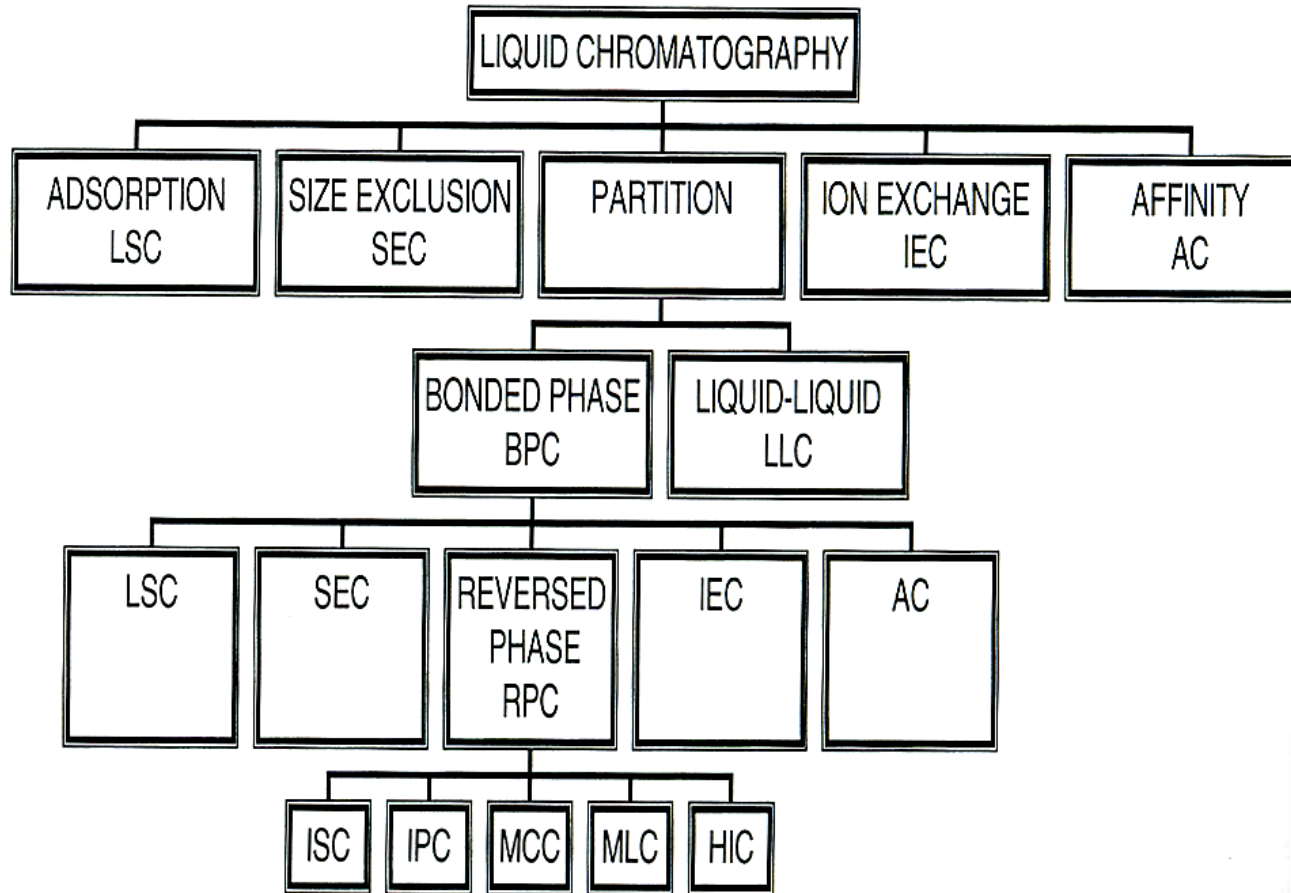 LIQUID CHROMATOGRAPHY
ADSORPTION
LSC
SIZE EXCLUSION
SEC
PARTITION
ION EXCHANGE
IEC
AFFINITY
AC
BONDED PHASE
BPC
LIQUID-LIQUID
LLC
LSC
SEC
REVERSED
PHASE
RPC
IEC
AC
ISC
IPC
MCC
MLC
HIC